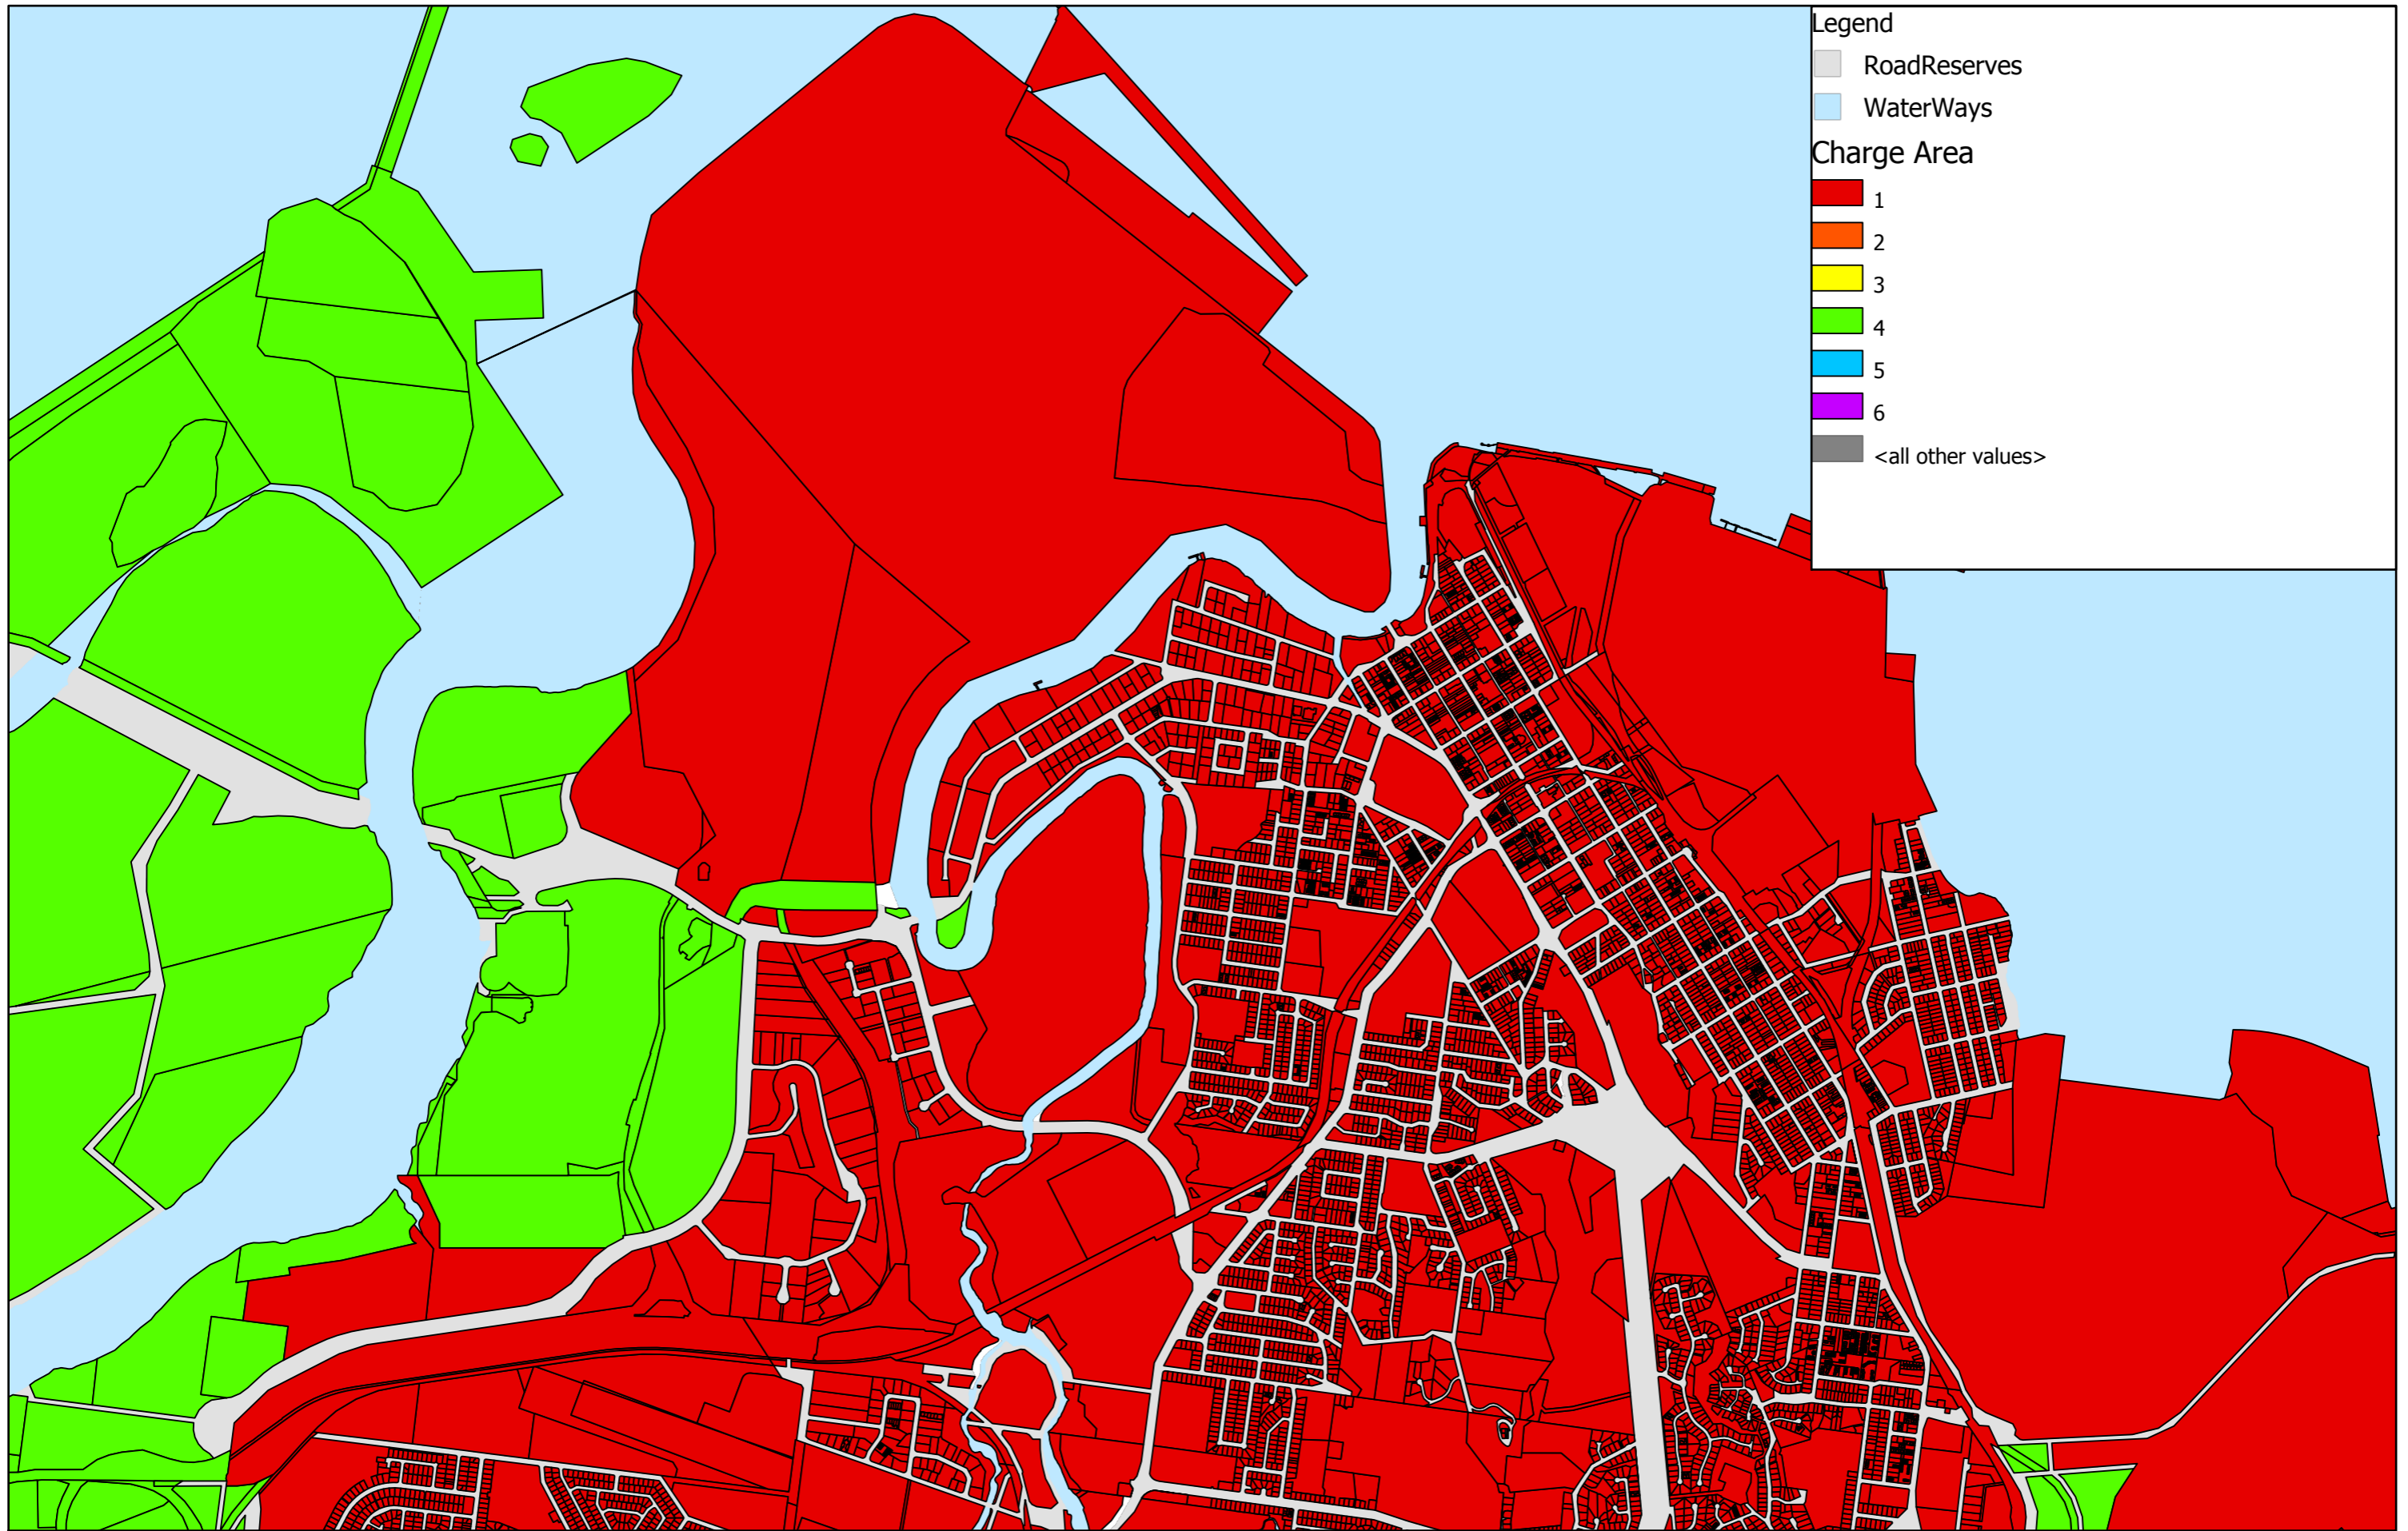 Legend
RoadReserves
WaterWays
Charge Area
1
2
3
4
5
6
<all other values>